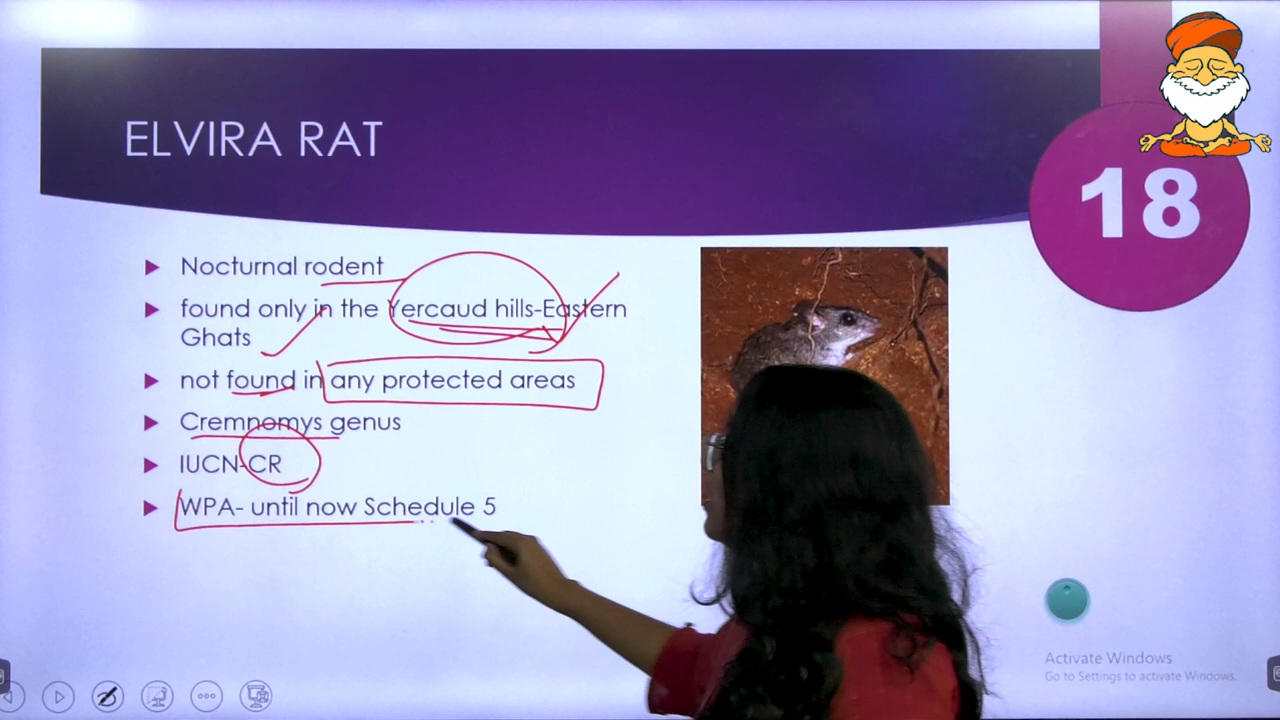 ELVIRA RAT
18
Nocturnal rodent
found only in the Yercaud hills-Eastern
Ghats
not found in any protected areas
Cremnomys genus
IUCN-CR
WPA- until now Schedule 5
Activate Windows
Go to Settings to activate Windows.